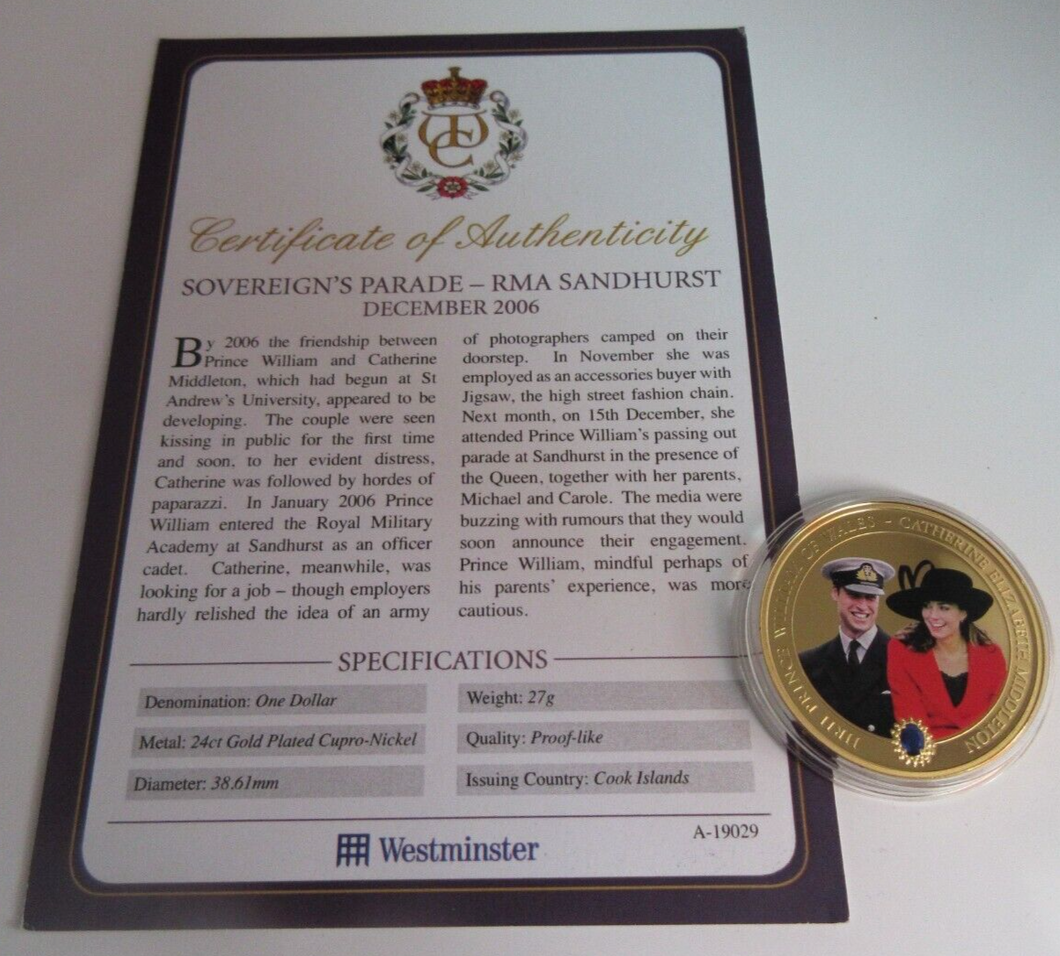 Certificate of Authenticity
SOVEREIGN'S PARADE – RMA SANDHURST
DECEMBER 2006
By 2006 the friendship between
Prince William and Catherine
Middleton, which had begun at St
Andrew's University, appeared to be
developing. The couple were seen
kissing in public for the first time
and soon, to her evident distress,
Catherine was followed by hordes of
paparazzi. In January 2006 Prince
William entered the Royal Military
Academy at Sandhurst as an officer
cadet. Catherine, meanwhile, was
looking for a job – though employers
hardly relished the idea of an army
of photographers camped on their
doorstep. In November she was
employed as an accessories buyer with
Jigsaw, the high street fashion chain.
Next month, on 15th December, she
attended Prince William's passing out
parade at Sandhurst in the presence of
the Queen, together with her parents,
Michael and Carole. The media were
buzzing with rumours that they would
soon announce their engagement.
Prince William, mindful perhaps of
his parents' experience, was more
cautious.
SPECIFICATIONS
Denomination: One Dollar
Weight: 27g
Metal: 24ct Gold Plated Cupro-Nickel
Quality: Proof-like
Diameter: 38.61mm
Issuing Country: Cook Islands
A-19029
Westminster
HRH PRINCE WILLIAM OF WALES - CATHERINE ELIZABETH MIDDLETON